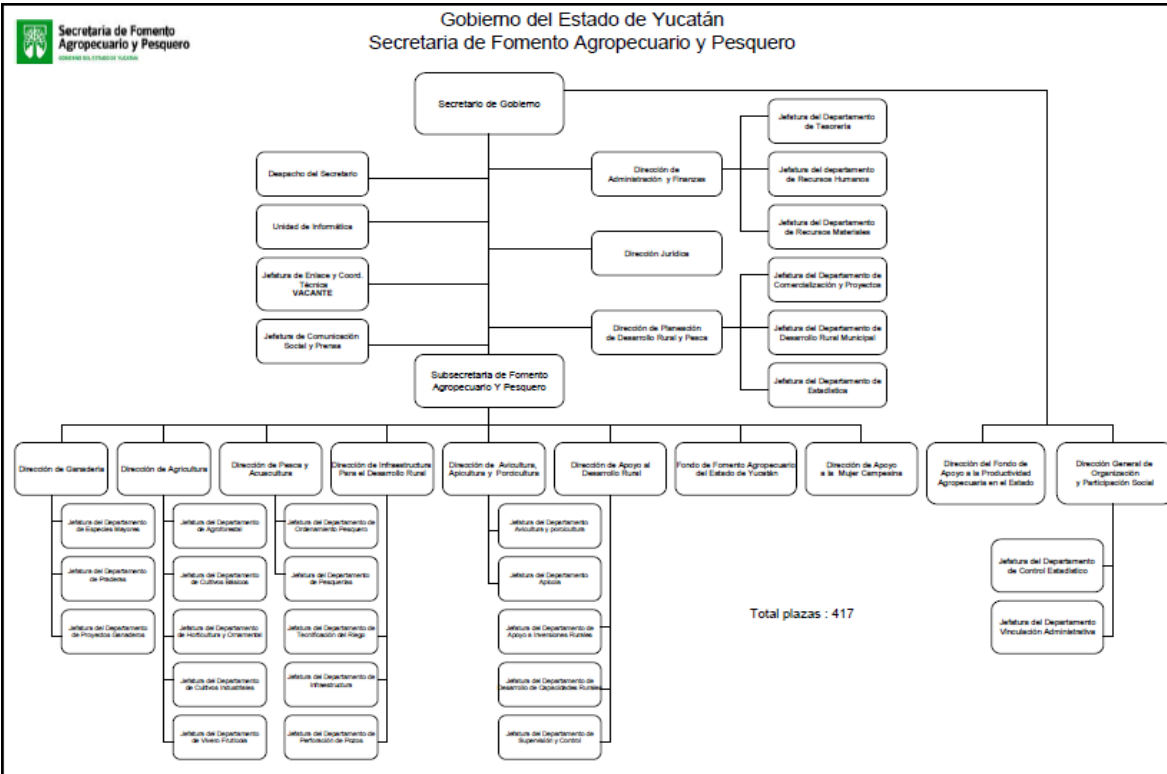 Secretaria de Fomento
Agropecuario y Pesquero
GOBIERNO DEL ESTADO DE YUCATAN
Gobierno del Estado de Yucatán
Secretaria de Fomento Agropecuario y Pesquero
Secretario de Gobierno
Despacho del Secretario
Unidad de Informática
Jefatura de Enlace y Coord.
Técnica
VACANTE
Jefatura de Comunicación
Social y Prensa
Dirección de
Administración y Finanzas
Dirección Jurídica
Dirección de Planeación
de Desarrollo Rural y Pesca
Jefatura del Departamento
de Tesorería
Jefatura del departamento
de Recursos Humanos
Jefatura del Departamento
de Recursos Materiales
Jefatura del Departamento de
Comercialización y Proyectos
Jefatura del Departamento de
Desarrollo Rural Municipal
Jefatura del Departamento de
Estadística
Subsecretaria de Fomento
Agropecuario Y Pesquero
Dirección de Ganadería
Dirección de Agricultura
Dirección de Pesca y
Acuacultura
Dirección de Infraestructura
Para el Desarrollo Rural
Dirección de Avicultura,
Apicultura y Porcicultura
Dirección de Apoyo al
Desarrollo Rural
Fondo de Fomento Agropecuario
del Estado de Yucatán
Dirección de Apoyo
a la Mujer Campesina
Dirección del Fondo de
Apoyo a la Productividad
Agropecuaria en el Estado
Dirección General de
Organización
y Participación Social
Jefatura del Departamento
de Especies Mayores
Jefatura del Departamento
de Praderas
Jefatura del Departamento
de Proyectos Ganaderos
Jefatura del Departamento
de Agroforestal
Jefatura del Departamento
de Cultivos Básicos
Jefatura del Departamento
de Horticultura y Ornamental
Jefatura del Departamento
de Cultivos Industriales
Jefatura del Departamento
de Vivero Frutícola
Jefatura del Departamento de
Ordenamiento Pesquero
Jefatura del Departamento
de Pesquerías
Jefatura del Departamento de
Tecnificación del Riego
Jefatura del Departamento de
Infraestructura
Jefatura del Departamento de
Perforación de Pozos
Jefatura del Departamento
Avicultura y porcicultura
Jefatura del Departamento
Apícola
Jefatura del Departamento de
Apoyo e Inversiones Rurales
Jefatura del Departamento de
Desarrollo de Capacidades Rurales
Jefatura del Departamento de
Supervisión y Control
Total plazas : 417
Jefatura del Departamento
de Control Estadístico
Jefatura del Departamento
Vinculación Administrativa